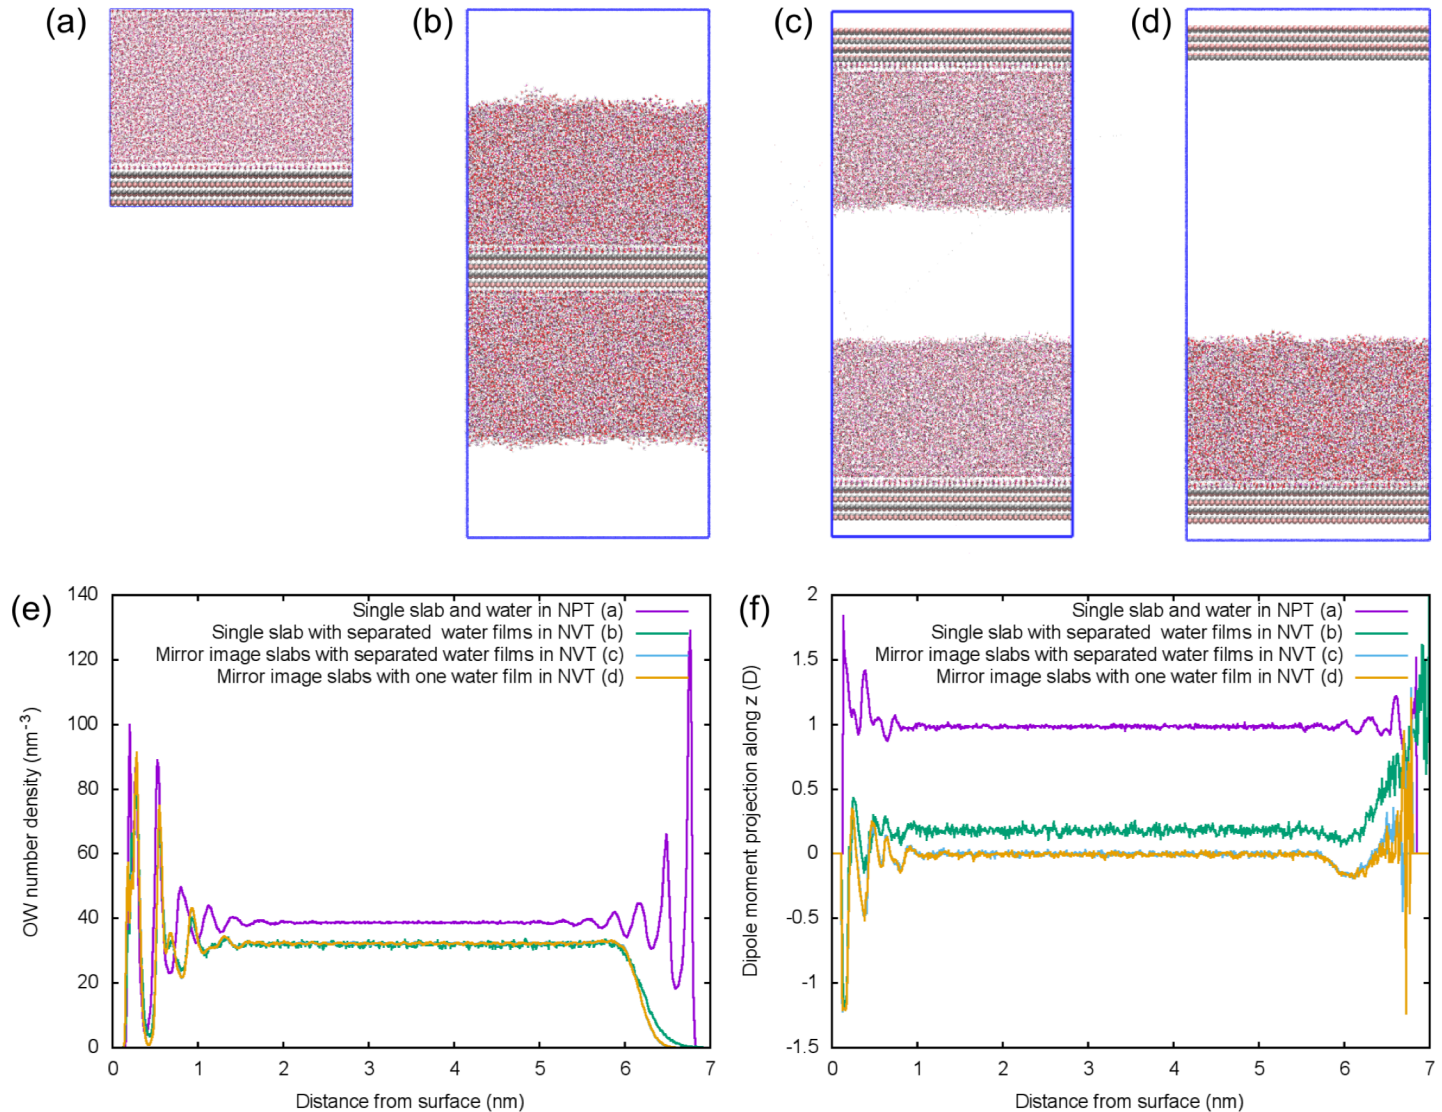 (a)
(b)
(c)
(d)
(e)
140
120
100
80
60
40
20
0
OW number density (nm-3)
Single slab and water in NPT (a)
Single slab with separated water films in NVT (b)
Mirror image slabs with separated water films in NVT (c)
Mirror image slabs with one water film in NVT (d)
0 1 2 3 4 5 6 7
Distance from surface (nm)
(f)
2
1.5
1
0.5
0
-0.5
-1
-1.5
Dipole moment projection along z (D)
Single slab and water in NPT (a)
Single slab with separated water films in NVT (b)
Mirror image slabs with separated water films in NVT (c)
Mirror image slabs with one water film in NVT (d)
0 1 2 3 4 5 6 7
Distance from surface (nm)